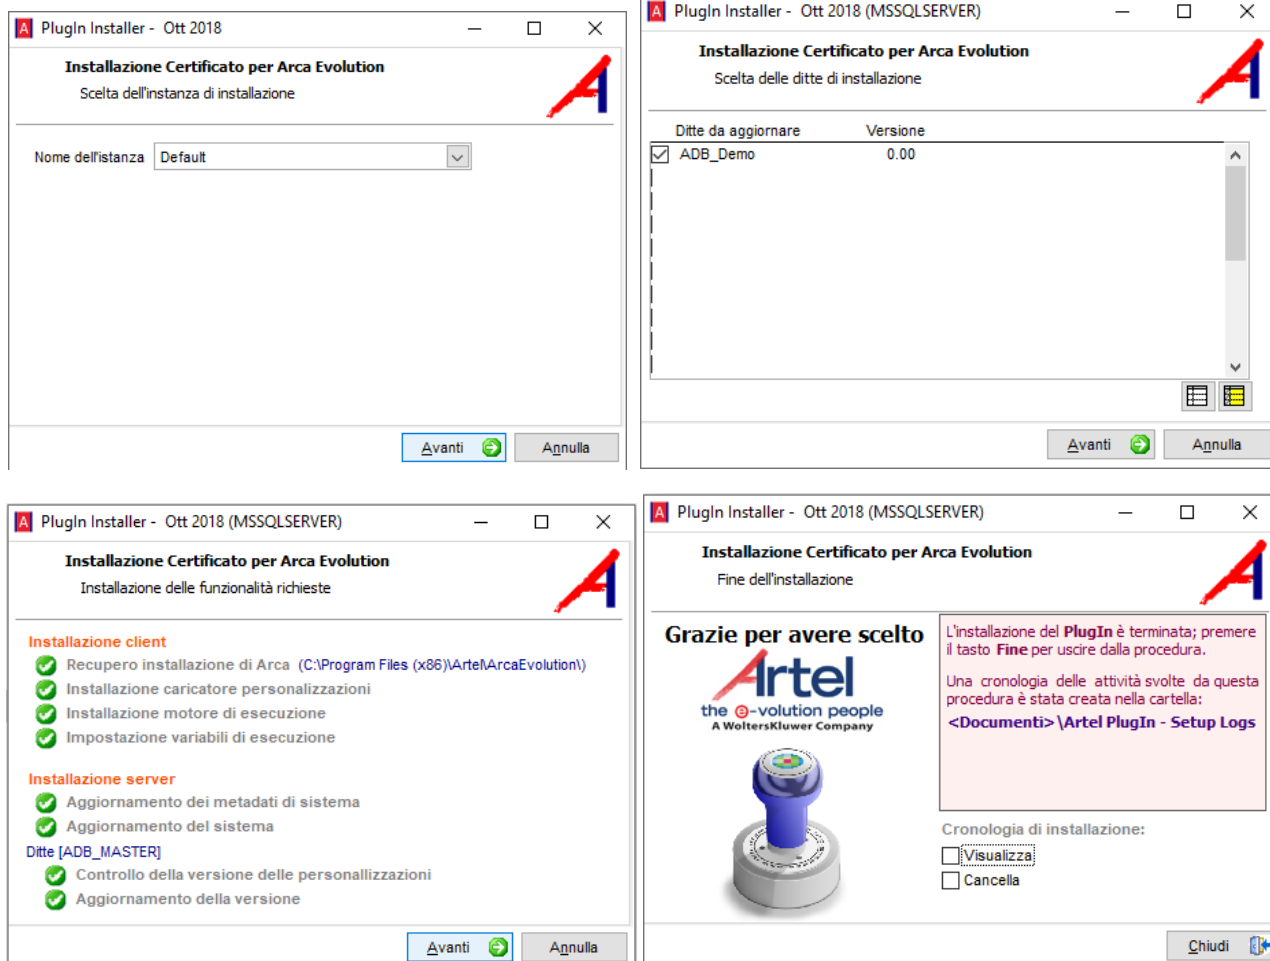 PlugIn Installer - Ott 2018
Installazione Certificato per Arca Evolution
Scelta dell'instanza di installazione
Nome dell'istanza Default
Avanti Annulla
PlugIn Installer - Ott 2018 (MSSQLSERVER)
Installazione Certificato per Arca Evolution
Scelta delle ditte di installazione
Ditte da aggiornare Versione
ADB_Demo 0.00
Avanti Annulla
PlugIn Installer - Ott 2018 (MSSQLSERVER)
Installazione Certificato per Arca Evolution
Installazione delle funzionalità richieste
Installazione client
Recupero installazione di Arca (C:\Program Files (x86)\Artel\ArcaEvolution\)
Installazione caricatore personalizzazioni
Installazione motore di esecuzione
Impostazione variabili di esecuzione
Installazione server
Aggiornamento dei metadati di sistema
Aggiornamento del sistema
Ditte [ADB_MASTER]
Controllo della versione delle personallizzazioni
Aggiornamento della versione
Avanti Annulla
PlugIn Installer - Ott 2018 (MSSQLSERVER)
Installazione Certificato per Arca Evolution
Fine dell'installazione
Grazie per avere scelto
Artel
the e-volution people
A WoltersKluwer Company
L'installazione del PlugIn è terminata; premere
il tasto Fine per uscire dalla procedura.
Una cronologia delle attività svolte da questa
procedura è stata creata nella cartella:
<Documenti>\Artel PlugIn - Setup Logs
Cronologia di installazione:
Visualizza
Cancella
Chiudi